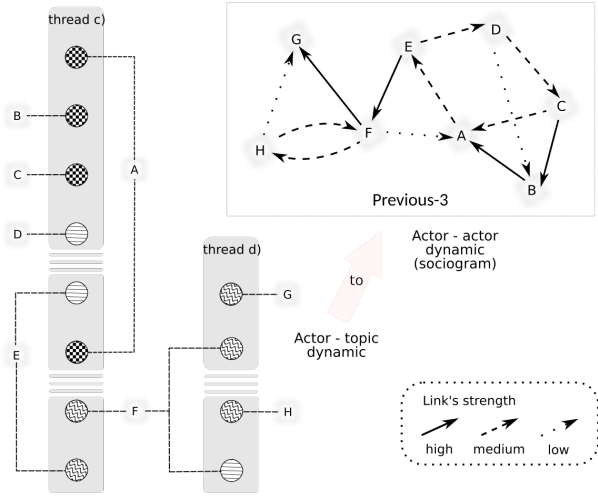 thread c)
B
C
D
E
A
F
thread d)
G
H
G
E
D
C
H
F
A
B
Previous-3
Actor - actor
dynamic
(sociogram)
to
Actor - topic
dynamic
Link's strength
high medium low